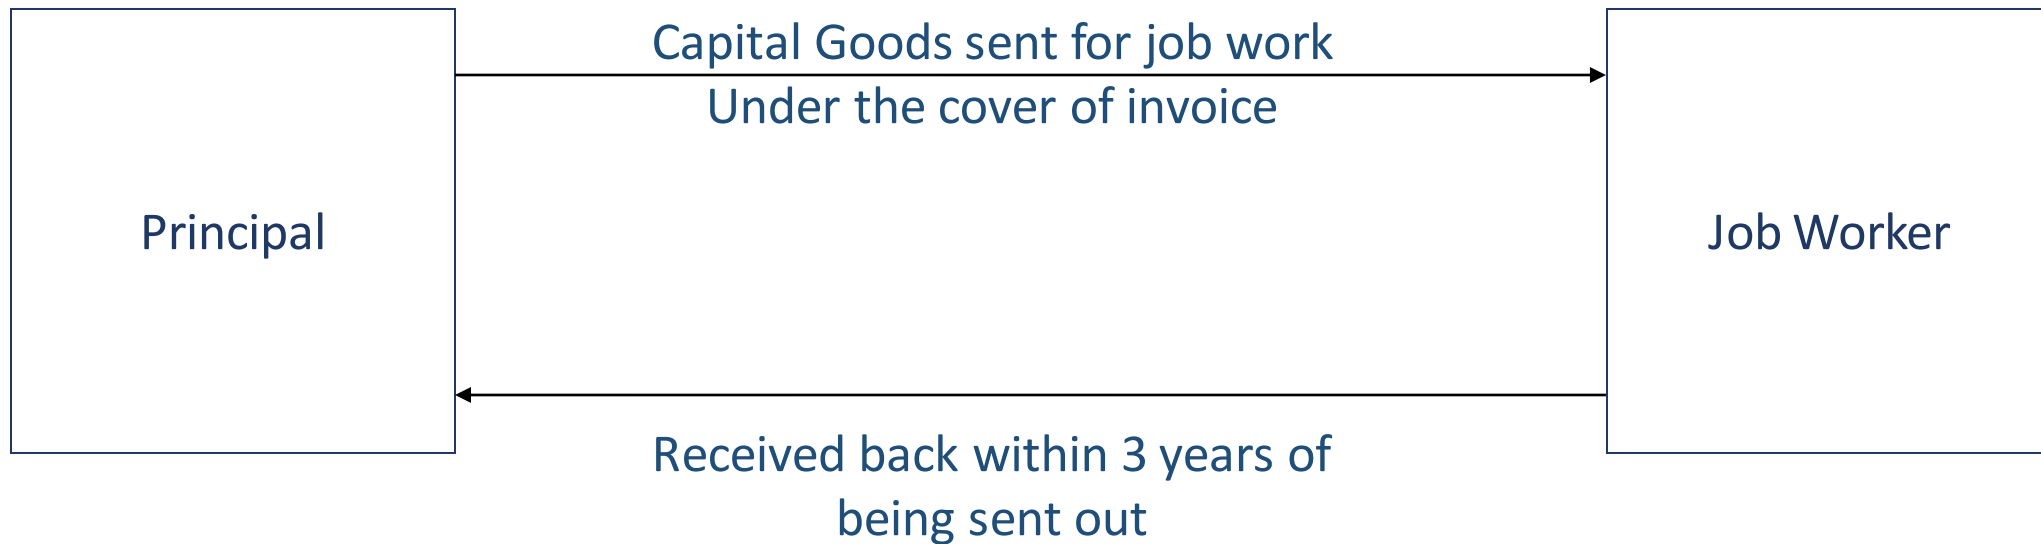 Capital Goods sent for job work
Under the cover of invoice
Principal
Job Worker
Received back within 3 years of
being sent out